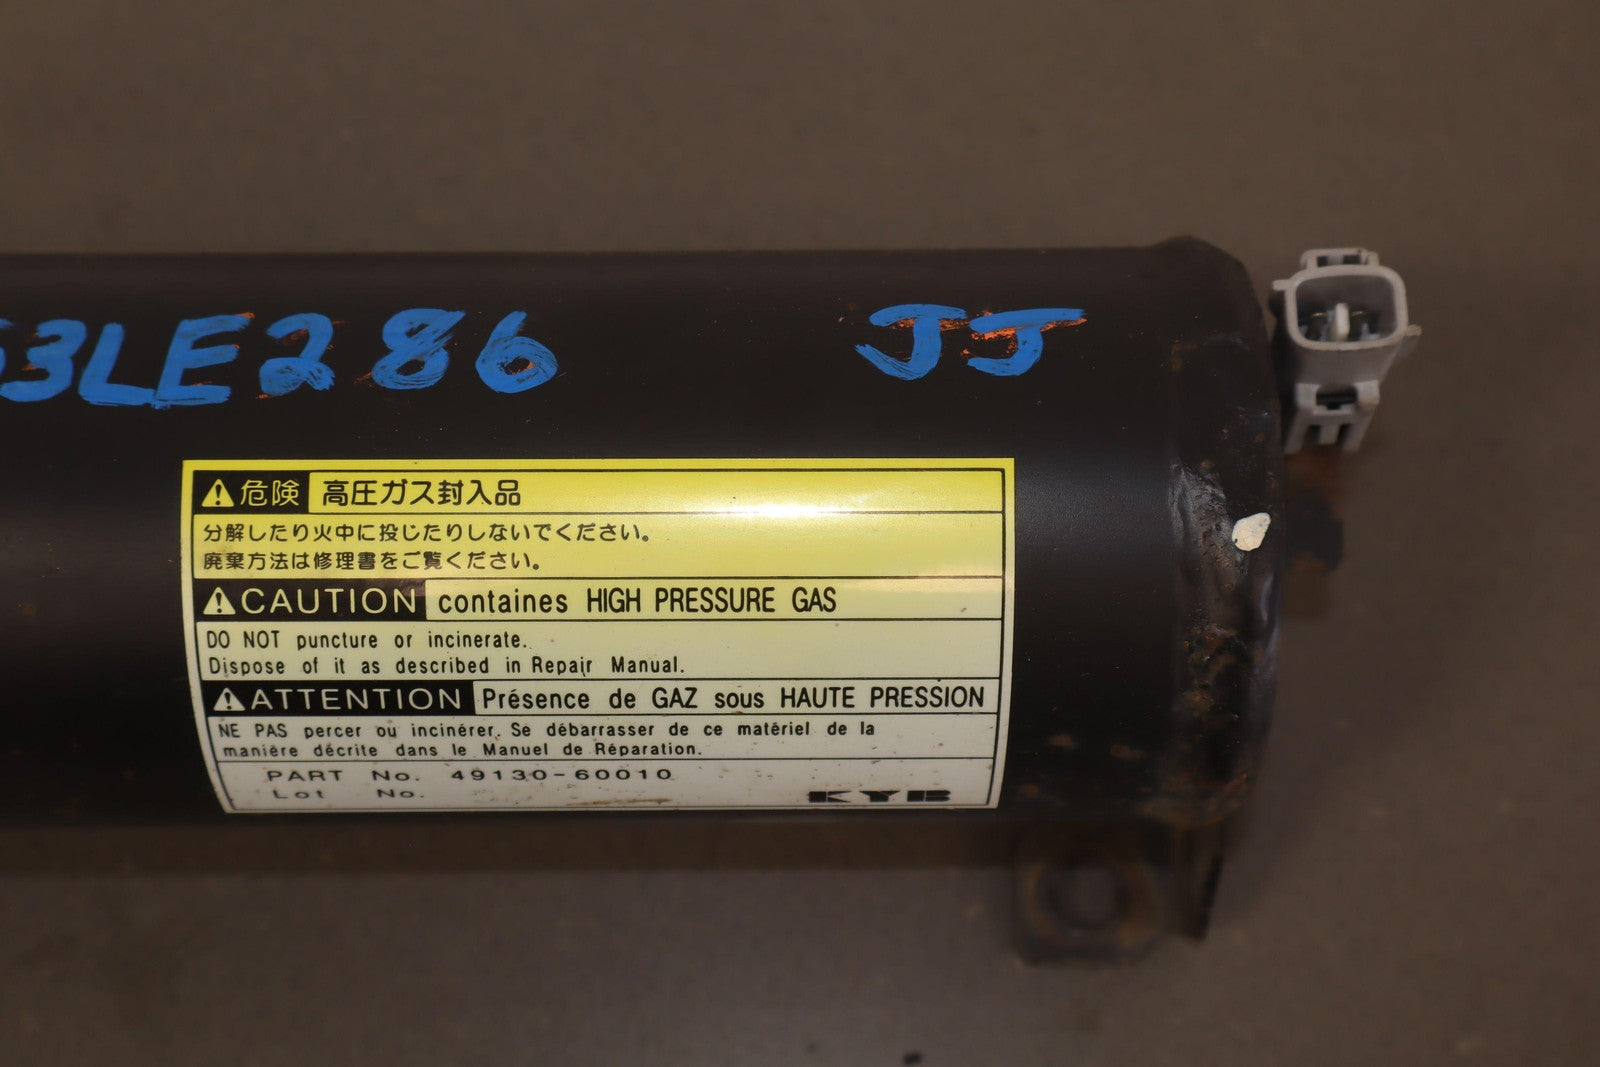 53LE286 JJ
⚠危険 高圧ガス封入品
分解したり火中に投じたりしないでください。
廃棄方法は修理書をご覧ください。
⚠CAUTION containes HIGH PRESSURE GAS
DO NOT puncture or incinerate.
Dispose of it as described in Repair Manual.
⚠ATTENTION Présence de GAZ sous HAUTE PRESSION
NE PAS percer ou incinérer. Se débarrasser de ce matériel de la
manière décrite dans le Manuel de Réparation.
PART No. 49130-60010
Lot No.
KYB